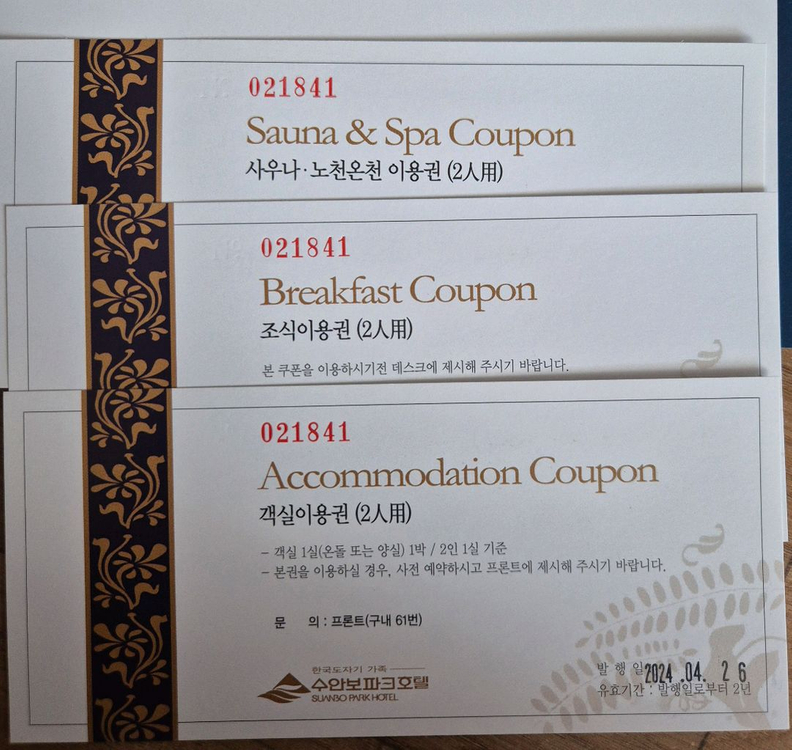 021841
Sauna & Spa Coupon
사우나·노천온천 이용권 (2人用)
021841
Breakfast Coupon
조식이용권 (2人用)
본 쿠폰을 이용하시기전 데스크에 제시해 주시기 바랍니다.
021841
Accommodation Coupon
객실이용권 (2人用)
- 객실 1실(온돌 또는 양실) 1박 / 2인 1실 기준
- 본권을 이용하실 경우, 사전 예약하시고 프론트에 제시해 주시기 바랍니다.
문 의 : 프론트(구내 61번)
한국도자기 가족
수안보파크호텔
SUANBO PARK HOTEL
발 행 일 2024 .04. 2 6
유효기간 : 발행일로부터 2년